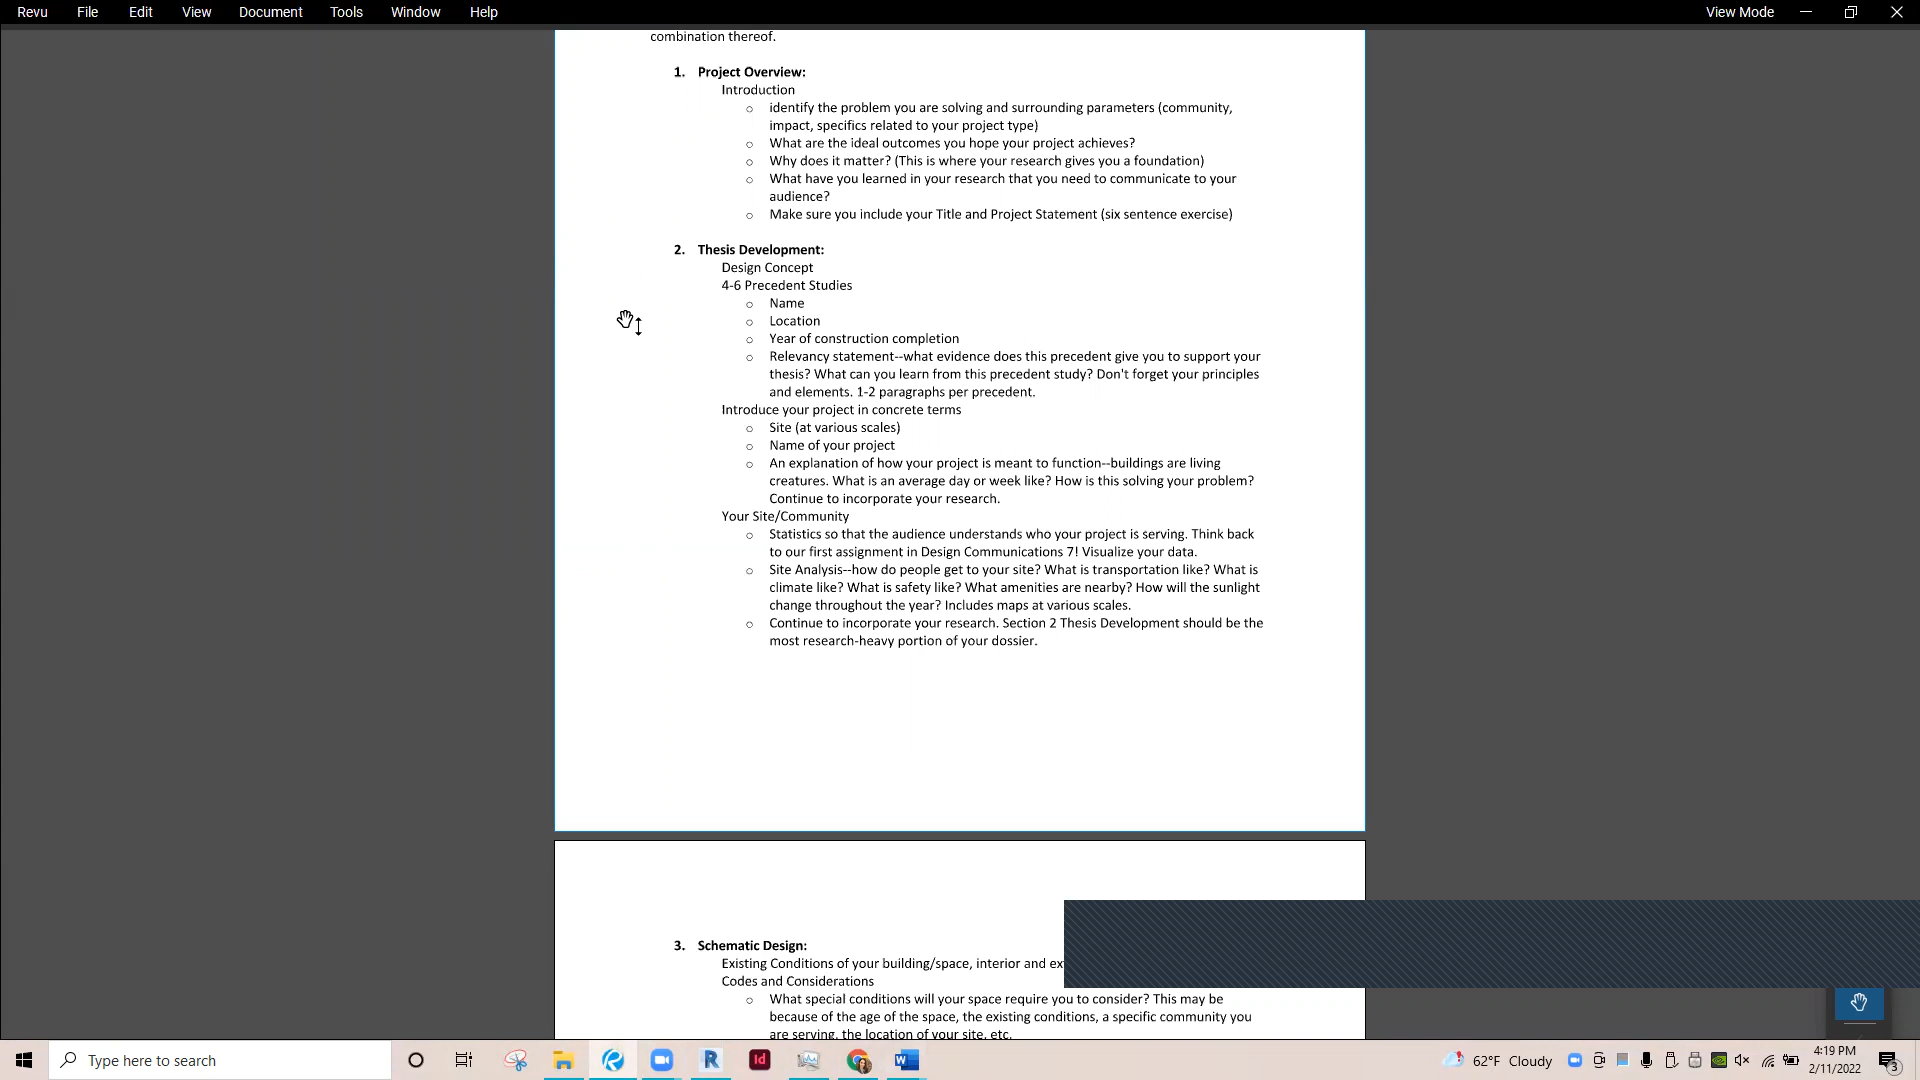 Revu File Edit View Document Tools Window Help View Mode
combination thereof.
1. Project Overview:
Introduction
o identify the problem you are solving and surrounding parameters (community,
impact, specifics related to your project type)
o What are the ideal outcomes you hope your project achieves?
o Why does it matter? (This is where your research gives you a foundation)
o What have you learned in your research that you need to communicate to your
audience?
o Make sure you include your Title and Project Statement (six sentence exercise)
2. Thesis Development:
Design Concept
4-6 Precedent Studies
o Name
o Location
o Year of construction completion
o Relevancy statement--what evidence does this precedent give you to support your
thesis? What can you learn from this precedent study? Don't forget your principles
and elements. 1-2 paragraphs per precedent.
Introduce your project in concrete terms
o Site (at various scales)
o Name of your project
o An explanation of how your project is meant to function--buildings are living
creatures. What is an average day or week like? How is this solving your problem?
Continue to incorporate your research.
Your Site/Community
o Statistics so that the audience understands who your project is serving. Think back
to our first assignment in Design Communications 7! Visualize your data.
o Site Analysis--how do people get to your site? What is transportation like? What is
climate like? What is safety like? What amenities are nearby? How will the sunlight
change throughout the year? Includes maps at various scales.
o Continue to incorporate your research. Section 2 Thesis Development should be the
most research-heavy portion of your dossier.
3. Schematic Design:
Existing Conditions of your building/space, interior and ex
Codes and Considerations
o What special conditions will your space require you to consider? This may be
because of the age of the space, the existing conditions, a specific community you
are serving, the location of your site, etc.
Type here to search
R
Id
W
62°F Cloudy
4:19 PM
2/11/2022
3